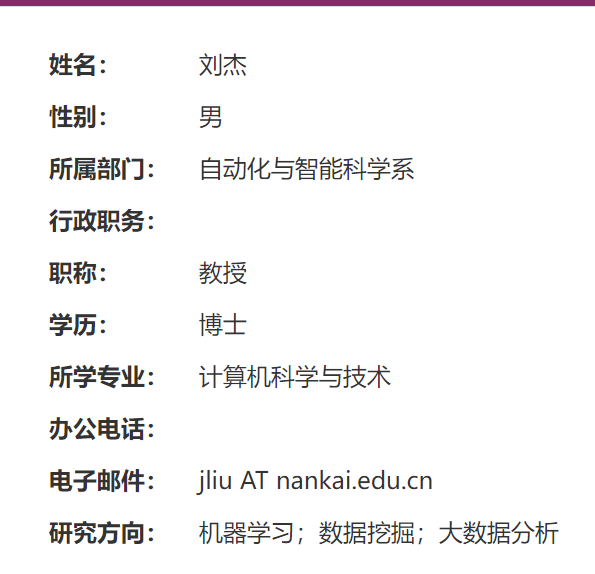 姓名： 刘杰
性别： 男
所属部门： 自动化与智能科学系
行政职务：
职称： 教授
学历： 博士
所学专业： 计算机科学与技术
办公电话：
电子邮件： jliu AT nankai.edu.cn
研究方向： 机器学习；数据挖掘；大数据分析